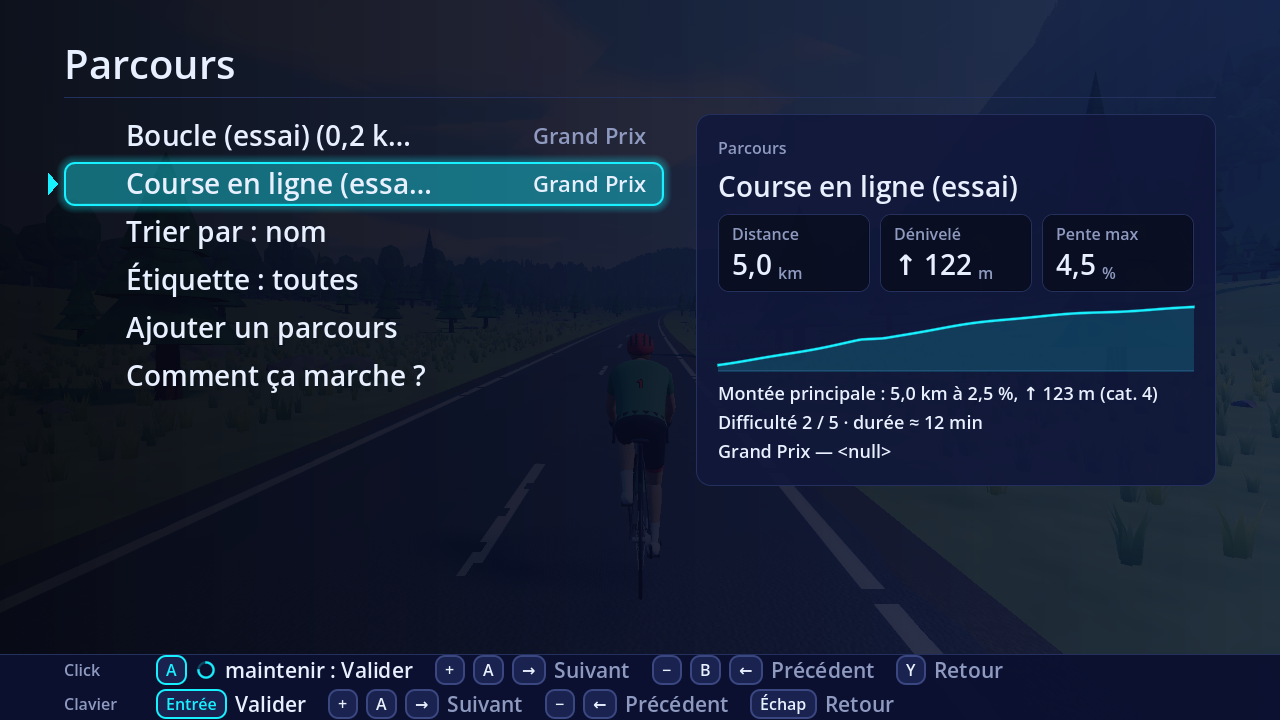 Parcours
Boucle (essai) (0,2 k... Grand Prix
Course en ligne (essa... Grand Prix
Trier par : nom
Étiquette : toutes
Ajouter un parcours
Comment ça marche ?
Parcours
Course en ligne (essai)
Distance Dénivelé Pente max
5,0 km ↑ 122 m 4,5 %
Montée principale : 5,0 km à 2,5 %, ↑ 123 m (cat. 4)
Difficulté 2 / 5 · durée ≈ 12 min
Grand Prix — <null>
Click A maintenir : Valider + A → Suivant − B ← Précédent Y Retour
Clavier Entrée Valider + A → Suivant − ← Précédent Échap Retour